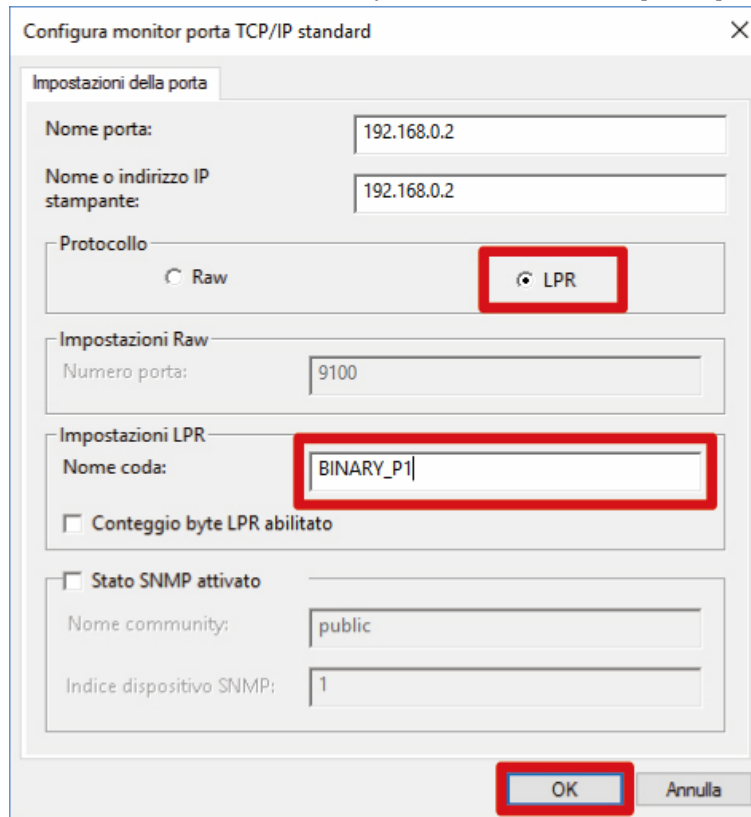 Configura monitor porta TCP/IP standard
Impostazioni della porta
Nome porta: 192.168.0.2
Nome o indirizzo IP
stampante: 192.168.0.2
Protocollo
Raw LPR
Impostazioni Raw
Numero porta: 9100
Impostazioni LPR
Nome coda: BINARY_P1
Conteggio byte LPR abilitato
Stato SNMP attivato
Nome community: public
Indice dispositivo SNMP: 1
OK Annulla